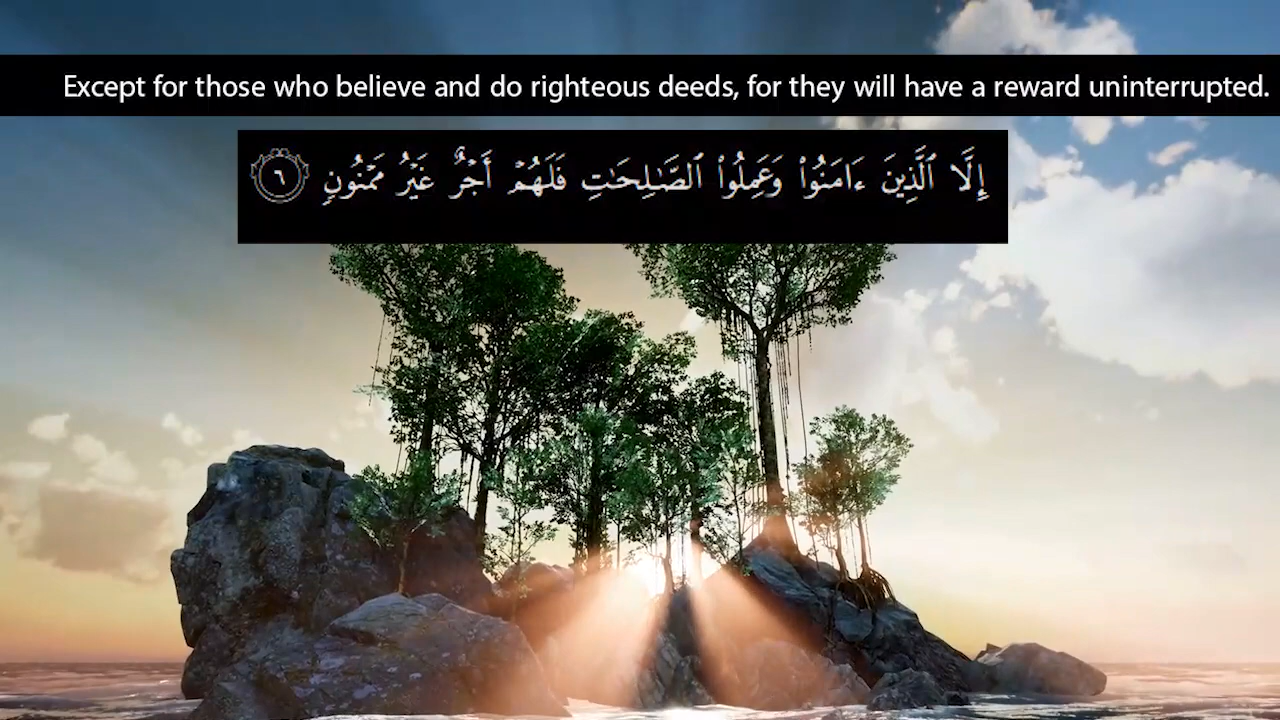 Except for those who believe and do righteous deeds, for they will have a reward uninterrupted.
إِلَّا ٱلَّذِينَ ءَامَنُوا۟ وَعَمِلُوا۟ ٱلصَّـٰلِحَـٰتِ فَلَهُمْ أَجْرٌ غَيْرُ مَمْنُونٍۢ ٦